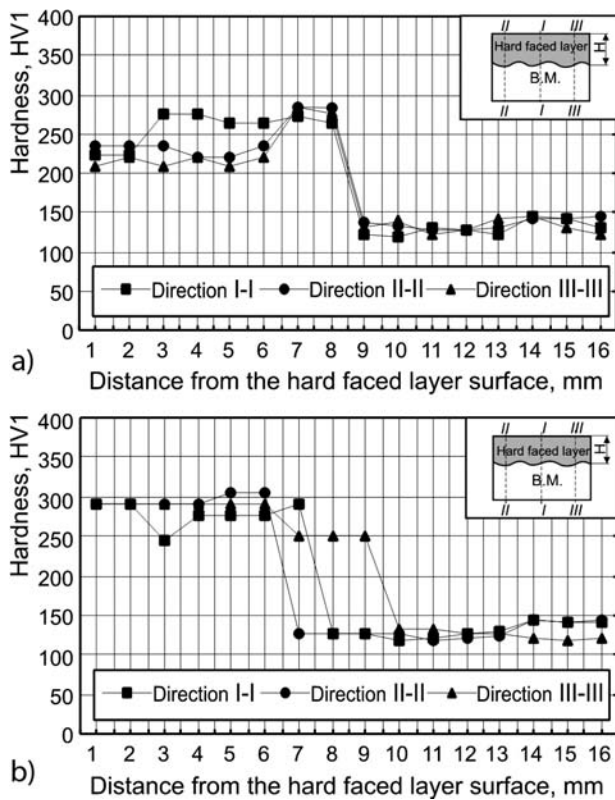 400
350
300
250
200
150
100
50
0
Hardness, HV1
II I III
Hard faced layer
H
B.M.
II I III
Direction I-I Direction II-II Direction III-III
1 2 3 4 5 6 7 8 9 10 11 12 13 14 15 16
a)
Distance from the hard faced layer surface, mm
400
350
300
250
200
150
100
50
0
Hardness, HV1
II I III
Hard faced layer
H
B.M.
II I III
Direction I-I Direction II-II Direction III-III
1 2 3 4 5 6 7 8 9 10 11 12 13 14 15 16
b)
Distance from the hard faced layer surface, mm